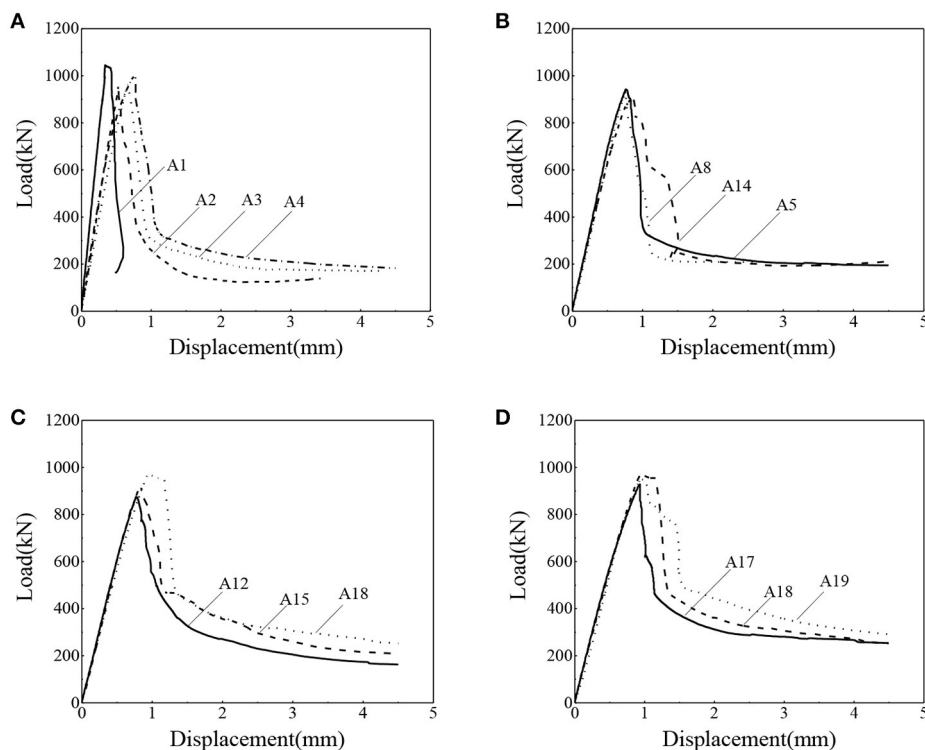 A
1200
1000
800
600
400
200
0
Load(kN)
A1
A2
A3
A4
0 1 2 3 4 5
Displacement(mm)
B
1200
1000
800
600
400
200
0
Load(kN)
A8
A14
A5
0 1 2 3 4 5
Displacement(mm)
C
1200
1000
800
600
400
200
0
Load(kN)
A12
A15
A18
0 1 2 3 4 5
Displacement(mm)
D
1200
1000
800
600
400
200
0
Load(kN)
A17
A18
A19
0 1 2 3 4 5
Displacement(mm)